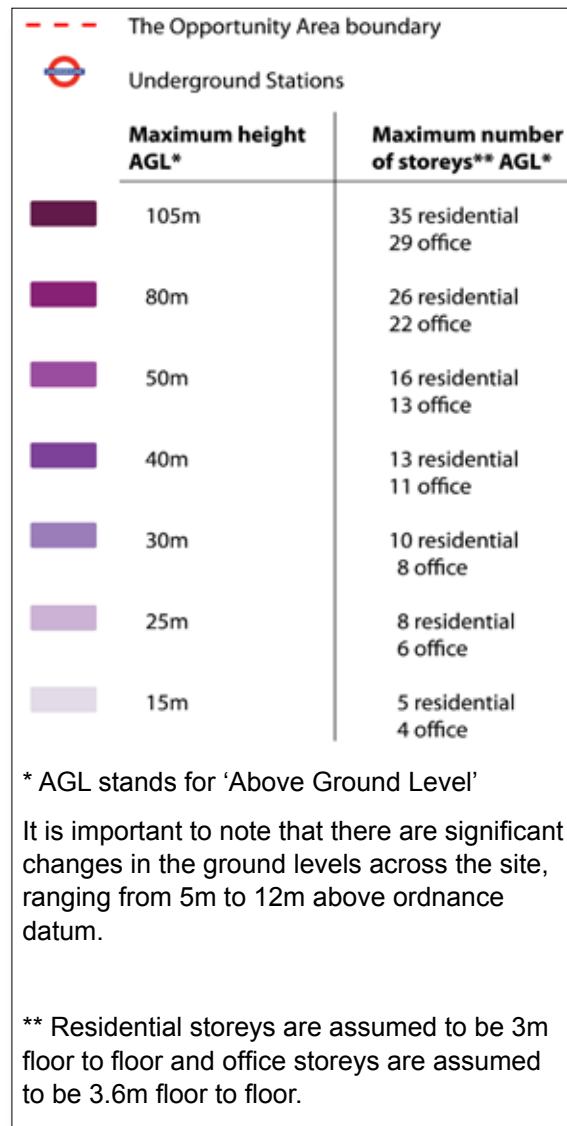 The Opportunity Area boundary
Underground Stations
Maximum height AGL*
Maximum number of storeys** AGL*
105m
35 residential
29 office
80m
26 residential
22 office
50m
16 residential
13 office
40m
13 residential
11 office
30m
10 residential
8 office
25m
8 residential
6 office
15m
5 residential
4 office
* AGL stands for ‘Above Ground Level’
It is important to note that there are significant
changes in the ground levels across the site,
ranging from 5m to 12m above ordnance
datum.
** Residential storeys are assumed to be 3m
floor to floor and office storeys are assumed
to be 3.6m floor to floor.